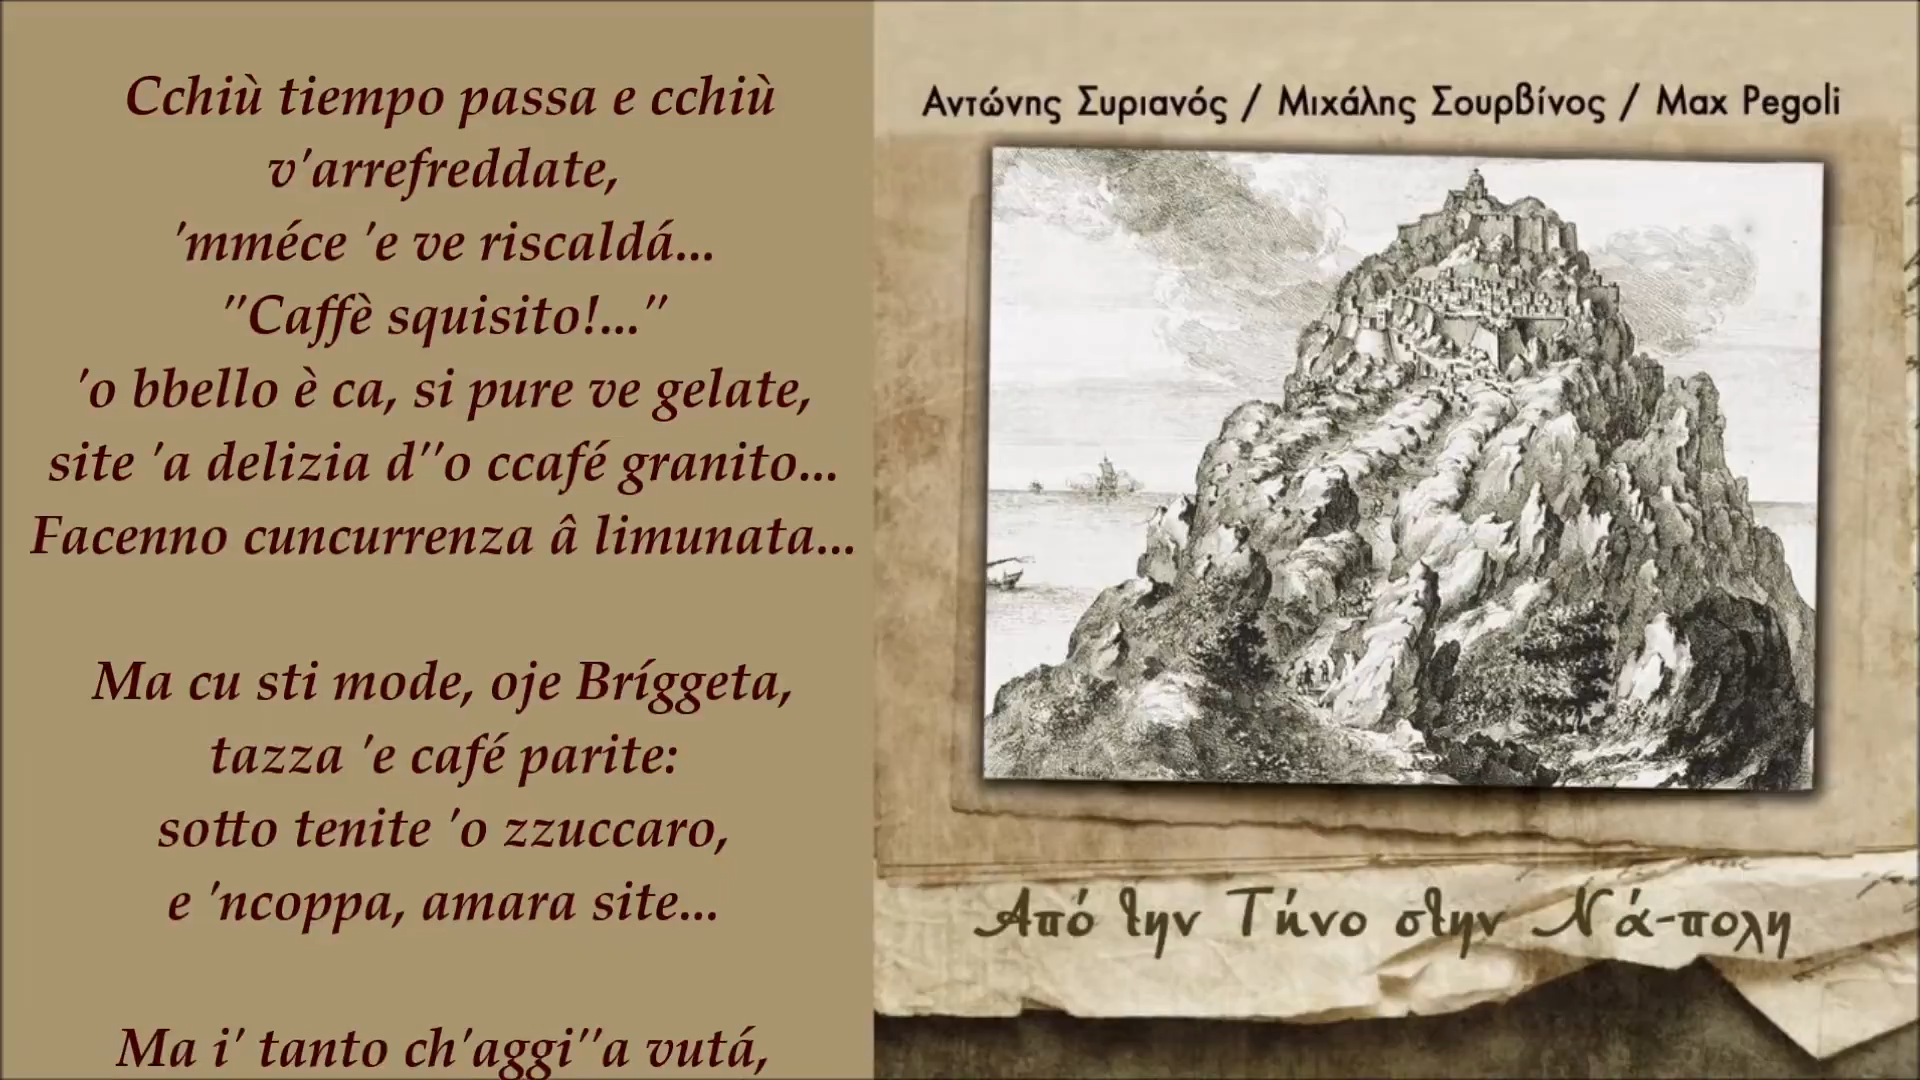 Cchiù tiempo passa e cchiù
v'arrefreddate,
'mméce 'e ve riscaldá...
"Caffè squisito!..."
'o bbello è ca, si pure ve gelate,
site 'a delizia d''o ccafé granito...
Facenno cuncurrenza â limunata...
Ma cu sti mode, oje Bríggeta,
tazza 'e café parite:
sotto tenite 'o zzuccaro,
e 'ncoppa, amara site...
Ma i' tanto ch'aggi''a vutá,
Αντώνης Συριανός / Μιχάλης Σουρβίνος / Max Pegoli
Από την Τήνο στην Νά-πολη